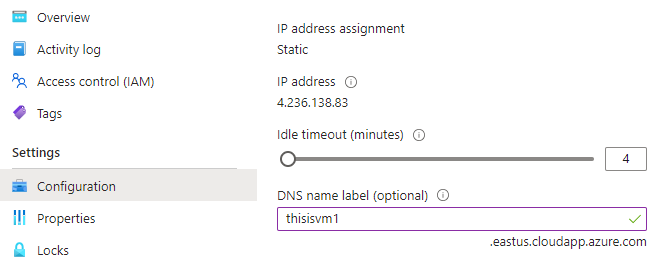 Overview
Activity log
Access control (IAM)
Tags
Settings
Configuration
Properties
Locks
IP address assignment
Static
IP address
4.236.138.83
Idle timeout (minutes)
4
DNS name label (optional)
thisisvm1
.eastus.cloudapp.azure.com